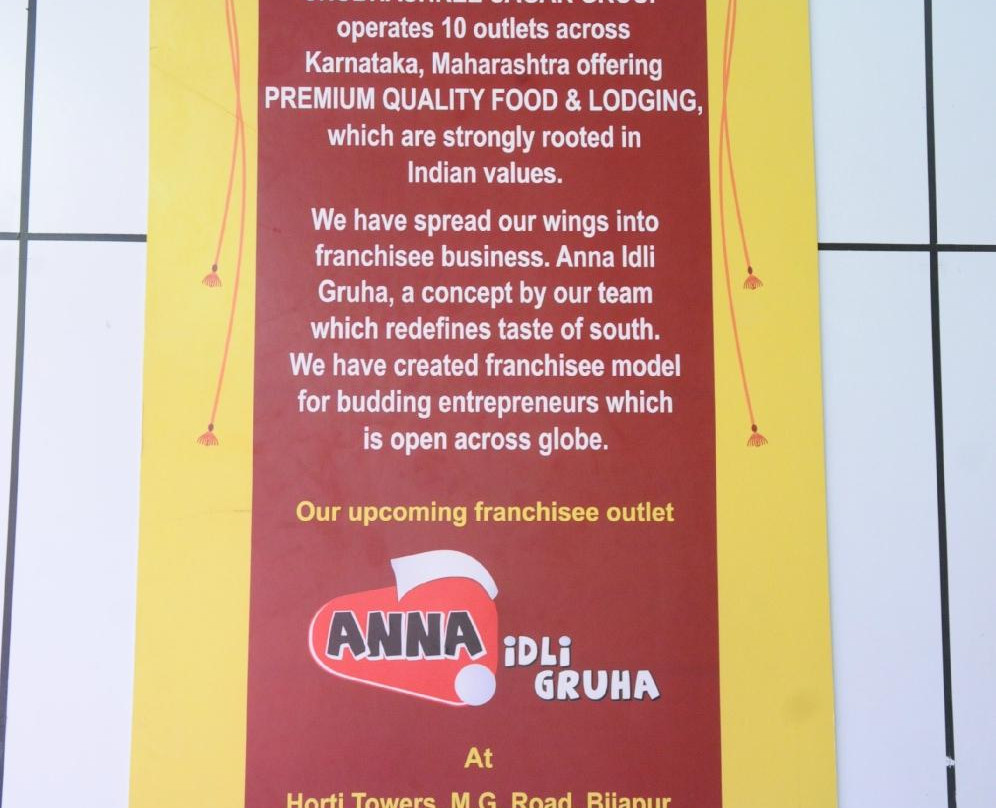 operates 10 outlets across
Karnataka, Maharashtra offering
PREMIUM QUALITY FOOD & LODGING,
which are strongly rooted in
Indian values.
We have spread our wings into
franchisee business. Anna Idli
Gruha, a concept by our team
which redefines taste of south.
We have created franchisee model
for budding entrepreneurs which
is open across globe.
Our upcoming franchisee outlet
ANNA
iDLi
GRUHA
At
Horti Towers, M.G. Road, Bijapur